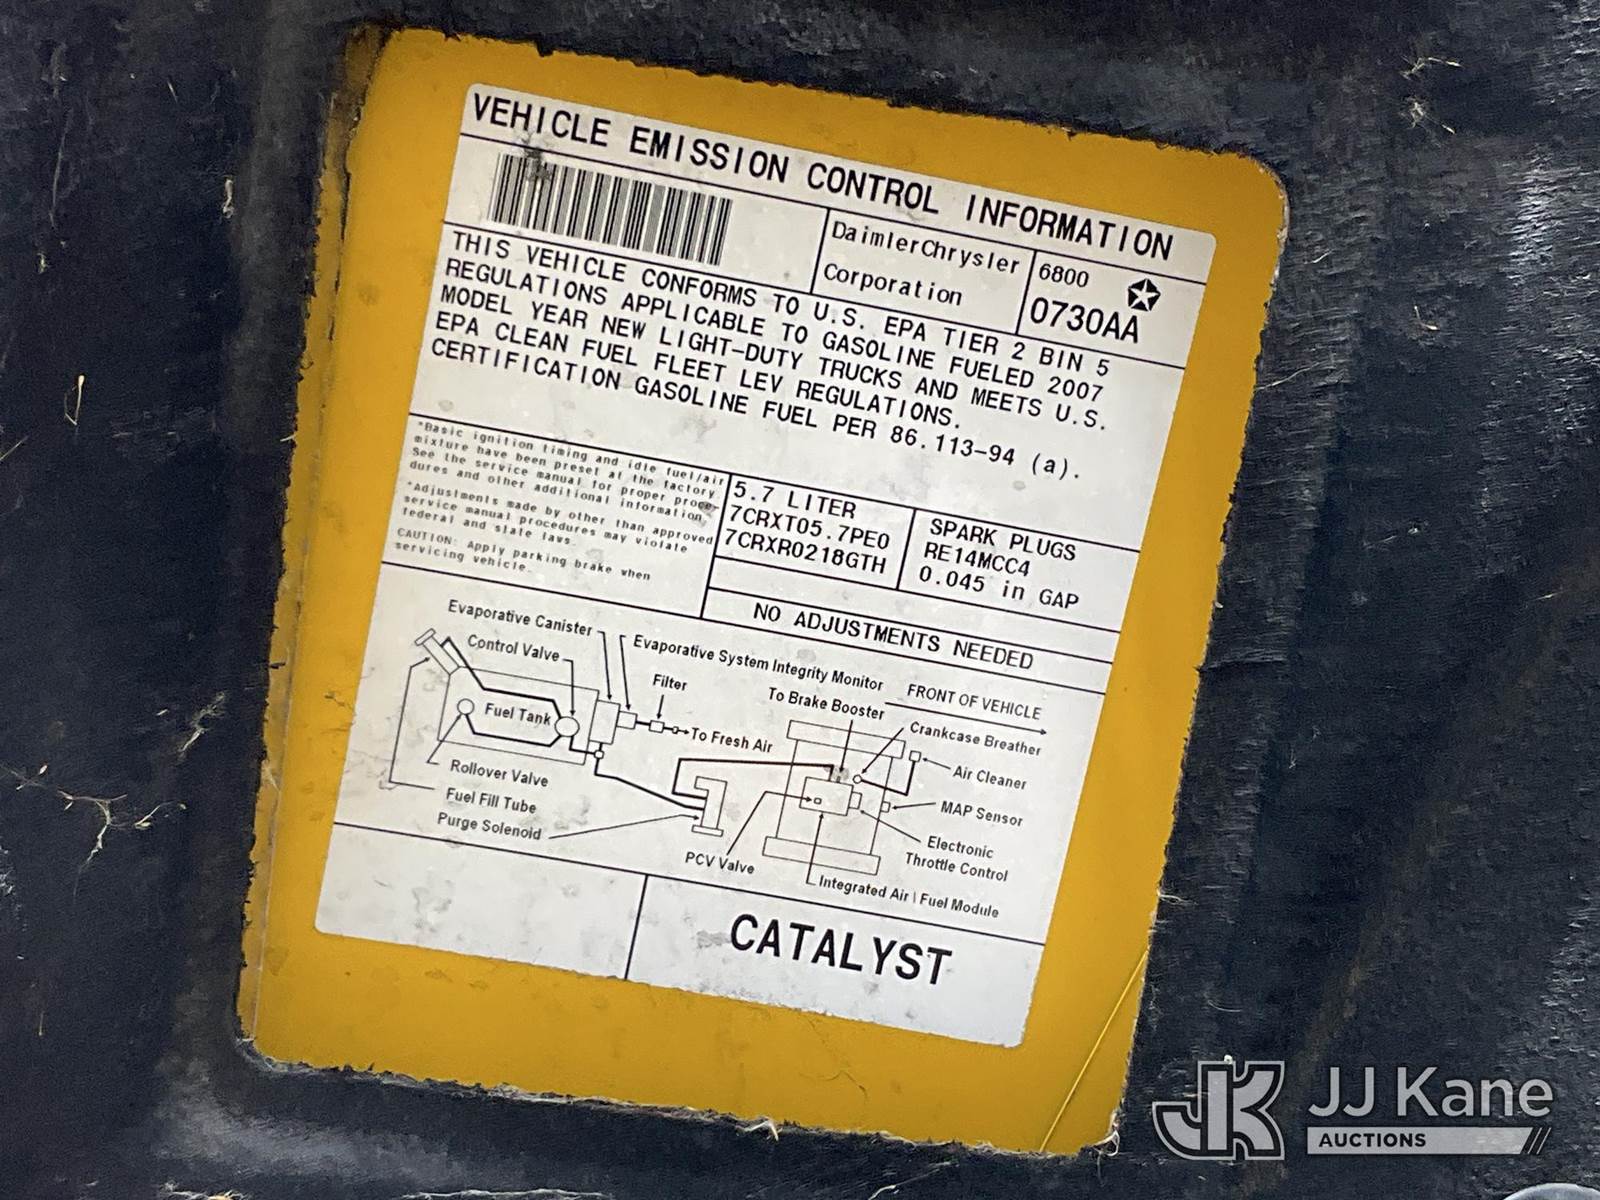 VEHICLE EMISSION CONTROL INFORMATION
DaimlerChrysler
Corporation
6800
0730AA
THIS VEHICLE CONFORMS TO U.S. EPA TIER 2 BIN 5
REGULATIONS APPLICABLE TO GASOLINE FUELED 2007
MODEL YEAR NEW LIGHT-DUTY TRUCKS AND MEETS U.S.
EPA CLEAN FUEL FLEET LEV REGULATIONS.
CERTIFICATION GASOLINE FUEL PER 86.113-94 (a).
*Basic ignition timing and idle fuel/air
mixture have been preset at the factory.
See the service manual for proper proce-
dures and other additional information.
*Adjustments made by other than approved
service manual procedures may violate
federal and state laws.
CAUTION: Apply parking brake when
servicing vehicle.
5.7 LITER
7CRXT05.7PE0
7CRXR0218GTH
SPARK PLUGS
RE14MCC4
0.045 in GAP
NO ADJUSTMENTS NEEDED
Evaporative Canister
Control Valve
Evaporative System Integrity Monitor
Filter
To Brake Booster
FRONT OF VEHICLE
Fuel Tank
To Fresh Air
Crankcase Breather
Air Cleaner
Rollover Valve
Fuel Fill Tube
Purge Solenoid
MAP Sensor
Electronic
Throttle Control
PCV Valve
Integrated Air \ Fuel Module
CATALYST
JK
JJ Kane
AUCTIONS